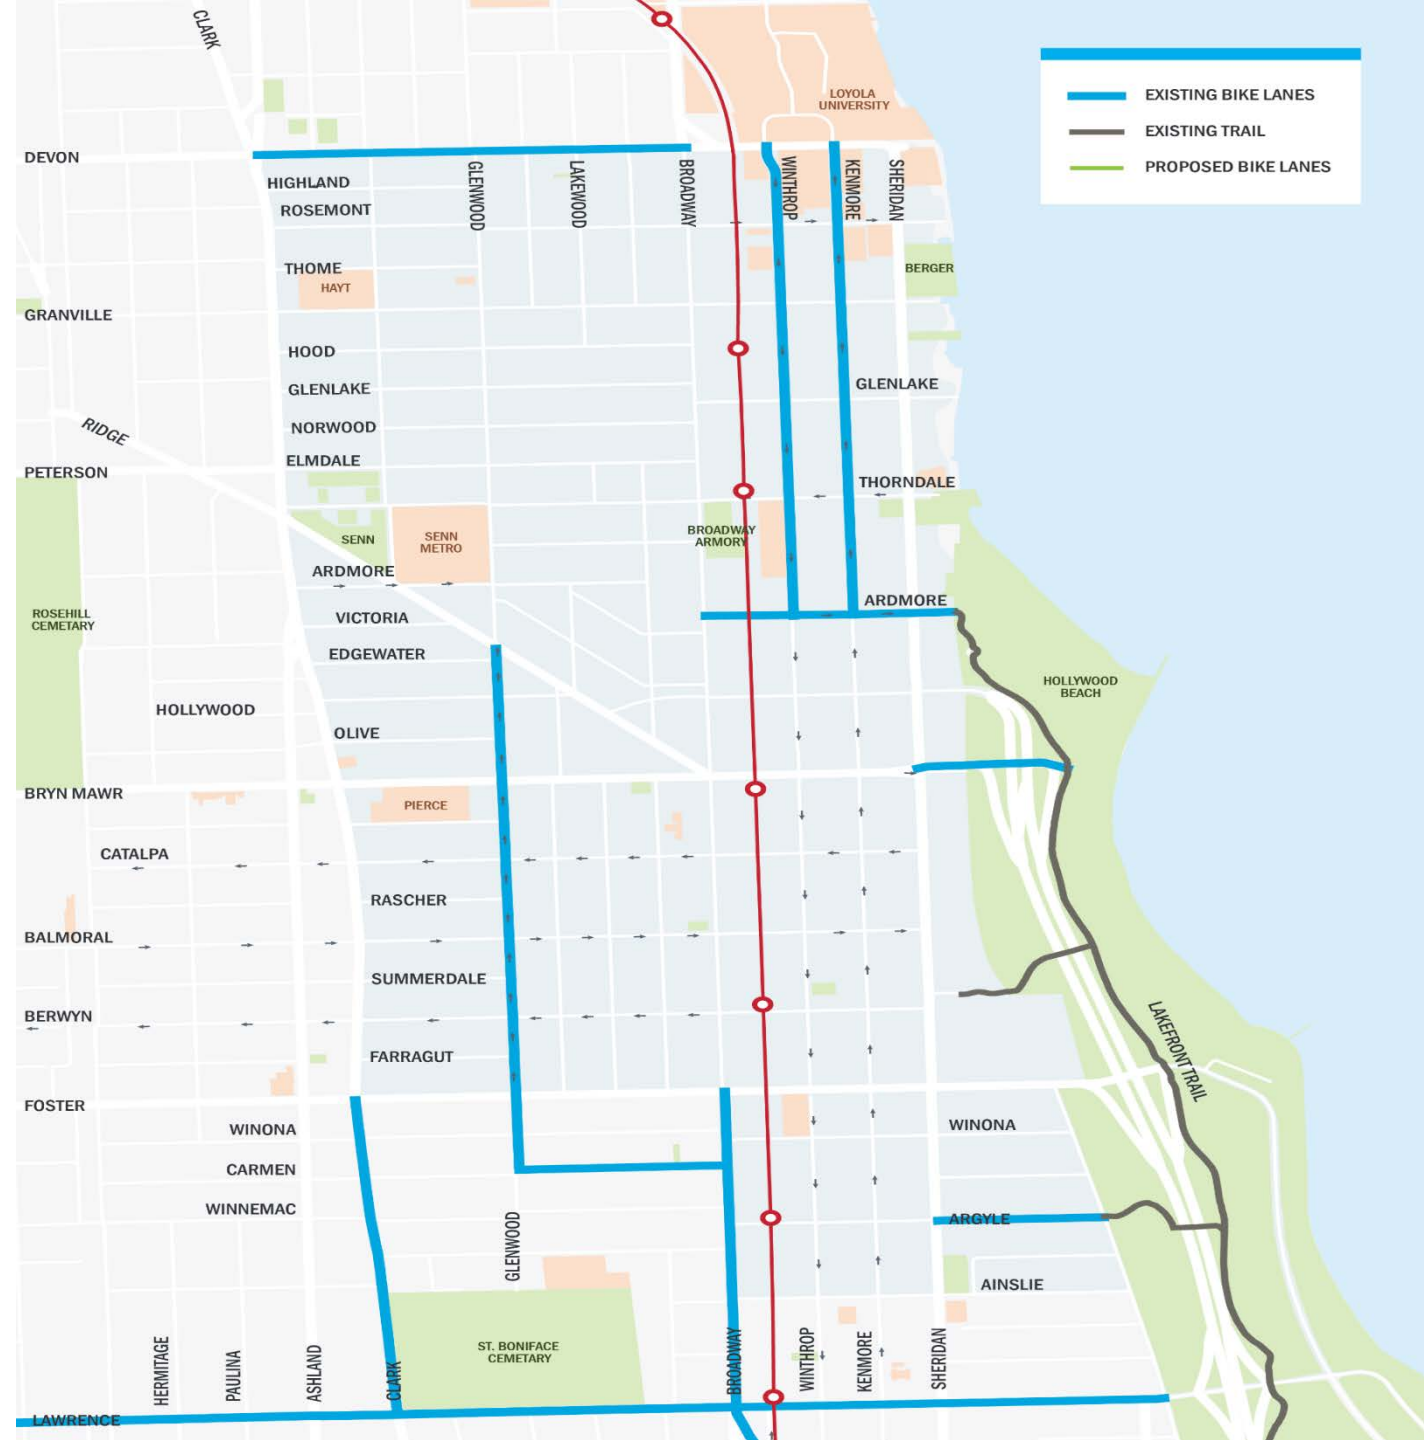 CLARK
LOYOLA
UNIVERSITY
EXISTING BIKE LANES
EXISTING TRAIL
PROPOSED BIKE LANES
DEVON
HIGHLAND
ROSEMONT
GLENWOOD
LAKEWOOD
BROADWAY
WINTHROP
KENMORE
SHERIDAN
THOME
HAYT
BERGER
GRANVILLE
HOOD
GLENLAKE
GLENLAKE
NORWOOD
RIDGE
ELMDALE
PETERSON
THORNDALE
SENN
SENN
METRO
BROADWAY
ARMORY
ARDMORE
ARDMORE
ROSEHILL
CEMETARY
VICTORIA
EDGEWATER
HOLLYWOOD
BEACH
HOLLYWOOD
OLIVE
BRYN MAWR
PIERCE
CATALPA
RASCHER
BALMORAL
SUMMERDALE
BERWYN
LAKEFRONT TRAIL
FARRAGUT
FOSTER
WINONA
WINONA
CARMEN
WINNEMAC
ARGYLE
GLENWOOD
AINSLIE
ST. BONIFACE
CEMETARY
HERMITAGE
PAULINA
ASHLAND
CLARK
BROADWAY
WINTHROP
KENMORE
SHERIDAN
LAWRENCE